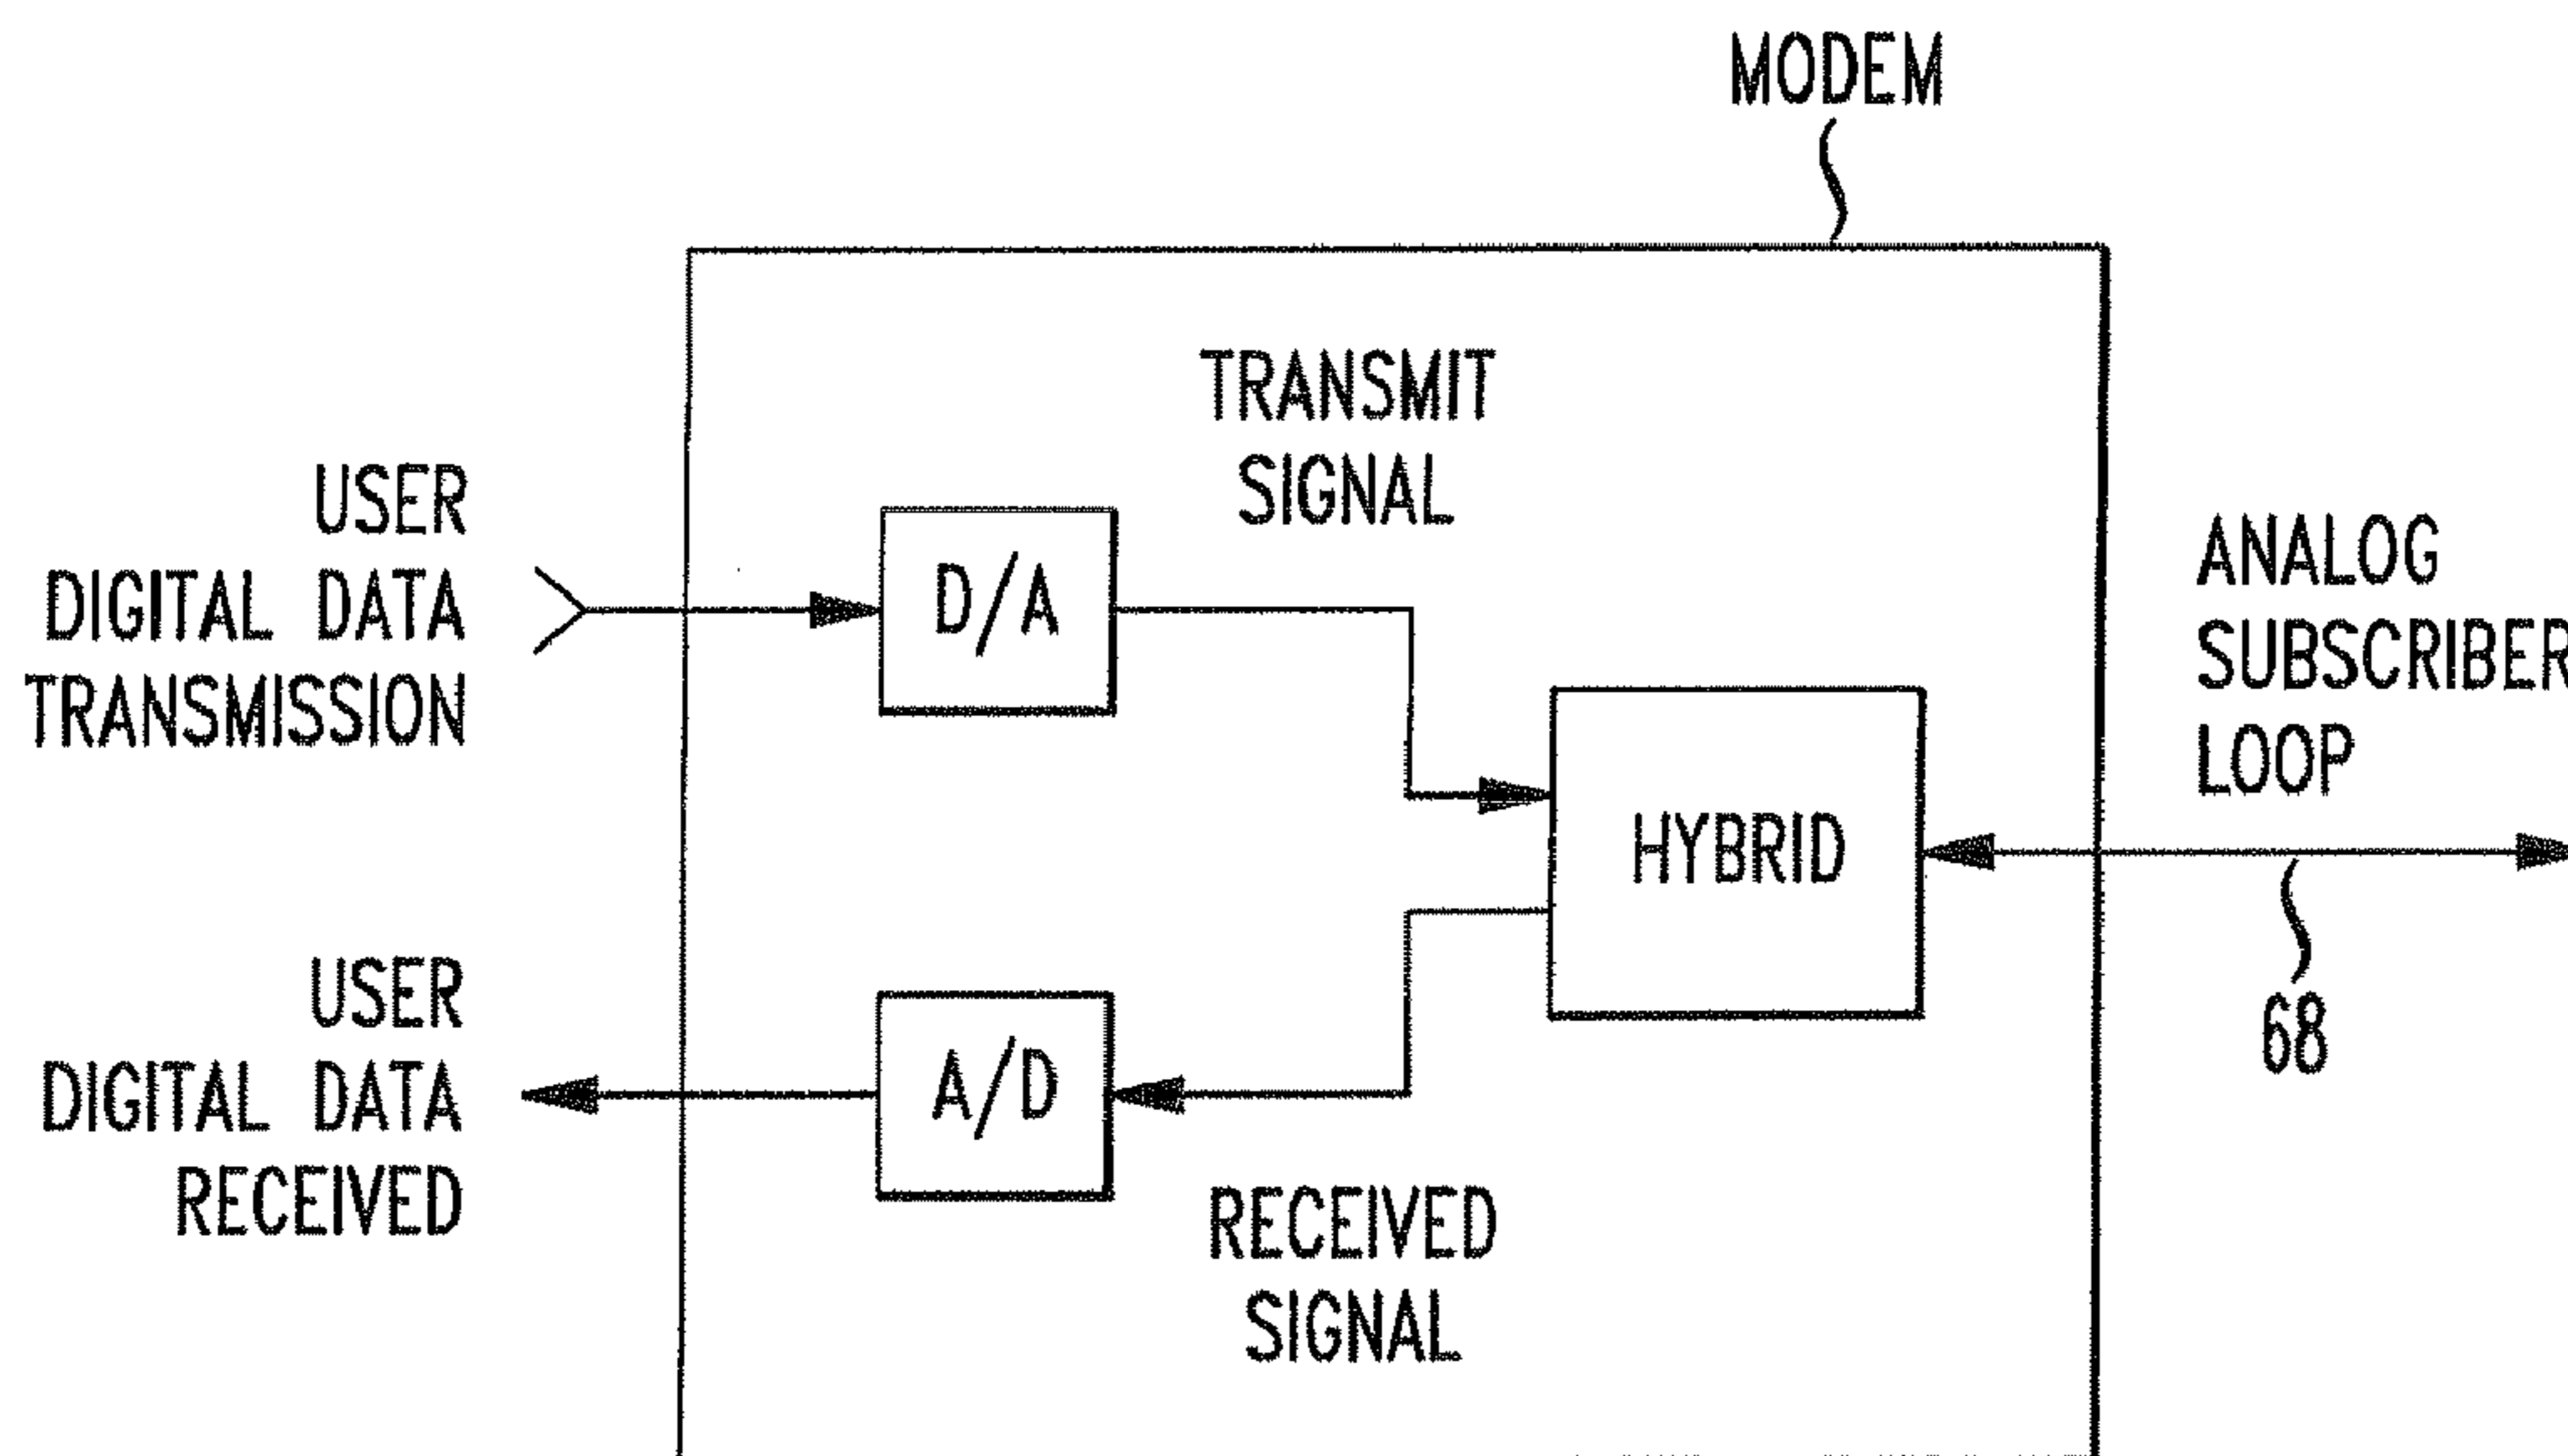 MODEM
TRANSMIT
SIGNAL
USER
DIGITAL DATA
TRANSMISSION
D/A
ANALOG
SUBSCRIBER
LOOP
HYBRID
68
USER
DIGITAL DATA
RECEIVED
A/D
RECEIVED
SIGNAL